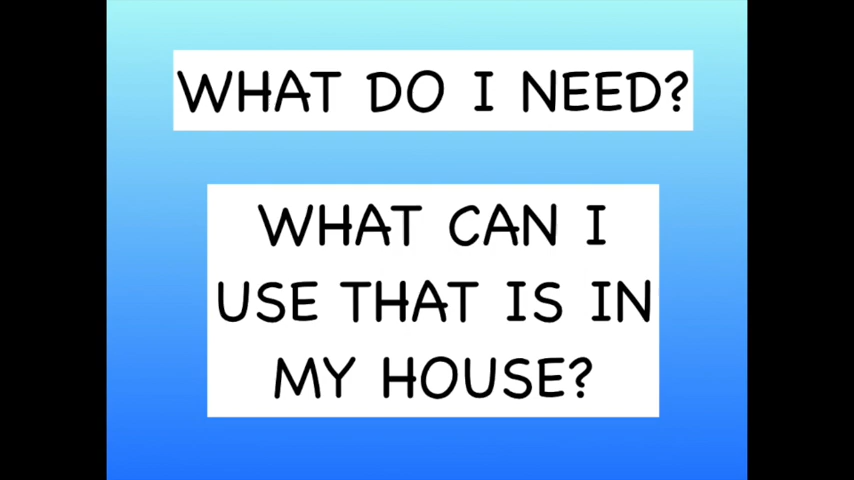 WHAT DO I NEED?
WHAT CAN I
USE THAT IS IN
MY HOUSE?